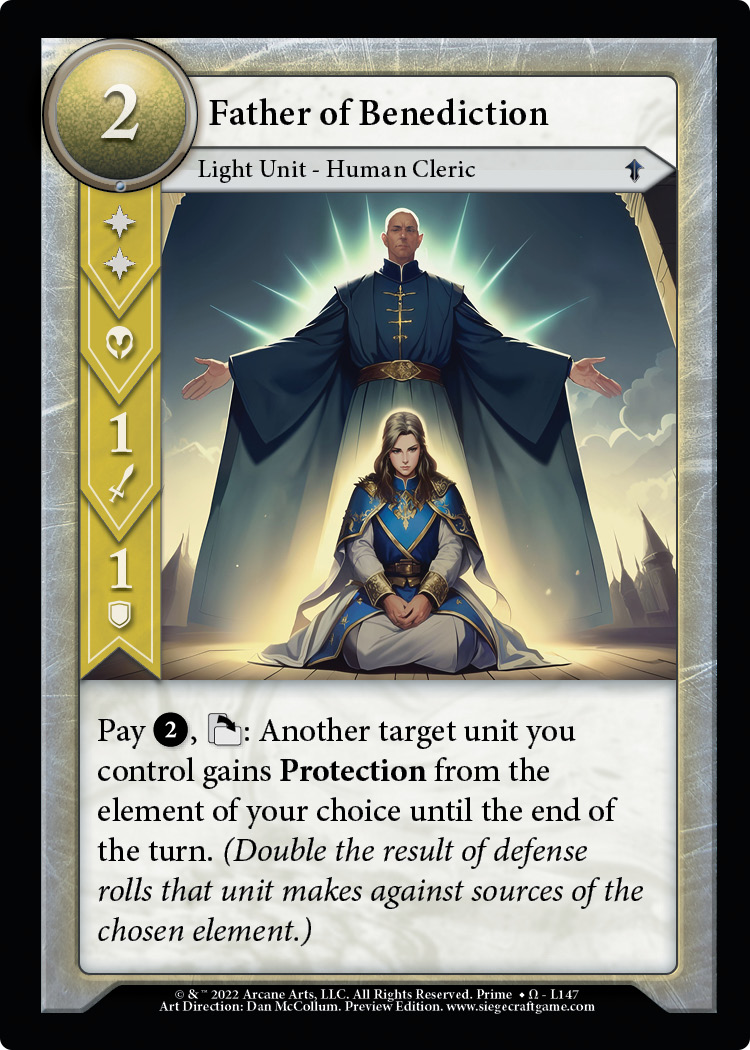 2
Father of Benediction
Light Unit - Human Cleric
1
1
Pay 2, : Another target unit you
control gains Protection from the
element of your choice until the end of
the turn. (Double the result of defense
rolls that unit makes against sources of the
chosen element.)
© & ™ 2022 Arcane Arts, LLC. All Rights Reserved. Prime ⬥ Ω - L147
Art Direction: Dan McCollum. Preview Edition. www.siegecraftgame.com